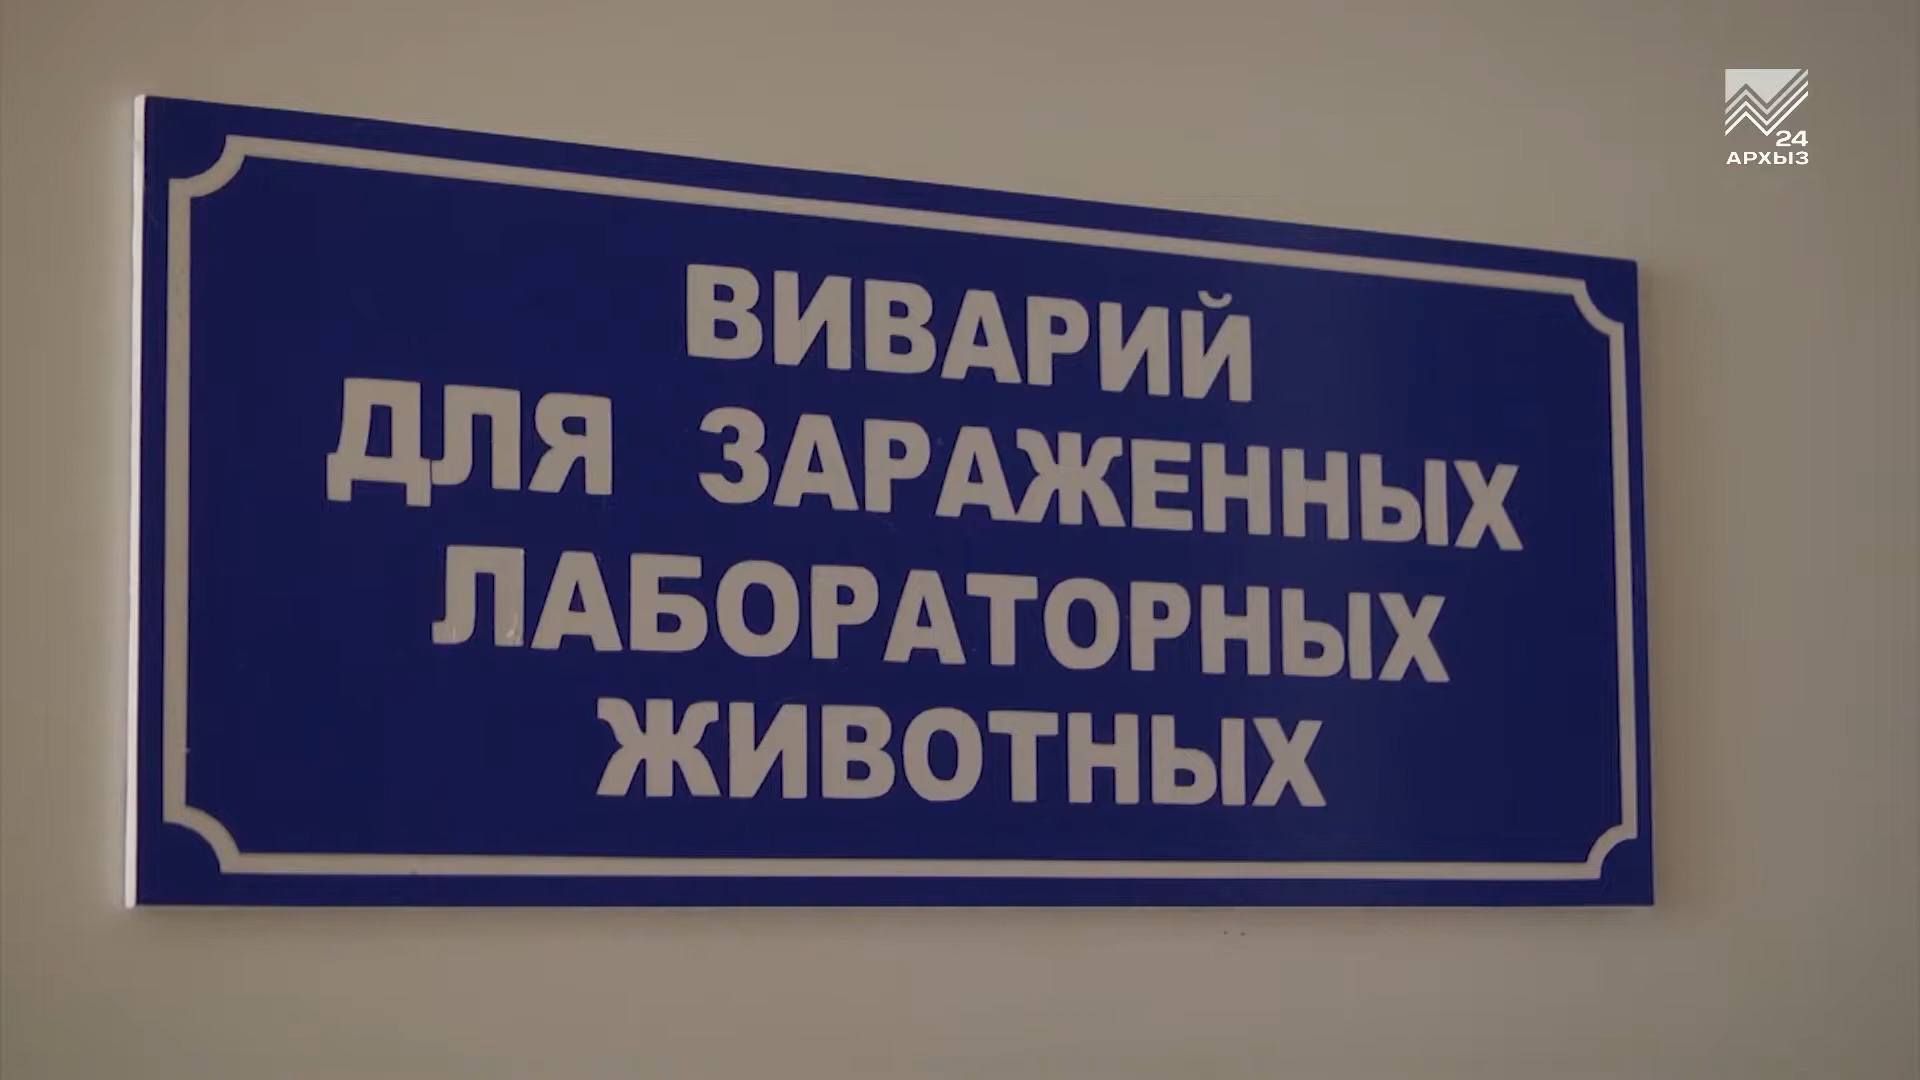 24
АРХЫЗ
ВИВАРИЙ
ДЛЯ ЗАРАЖЕННЫХ
ЛАБОРАТОРНЫХ
ЖИВОТНЫХ